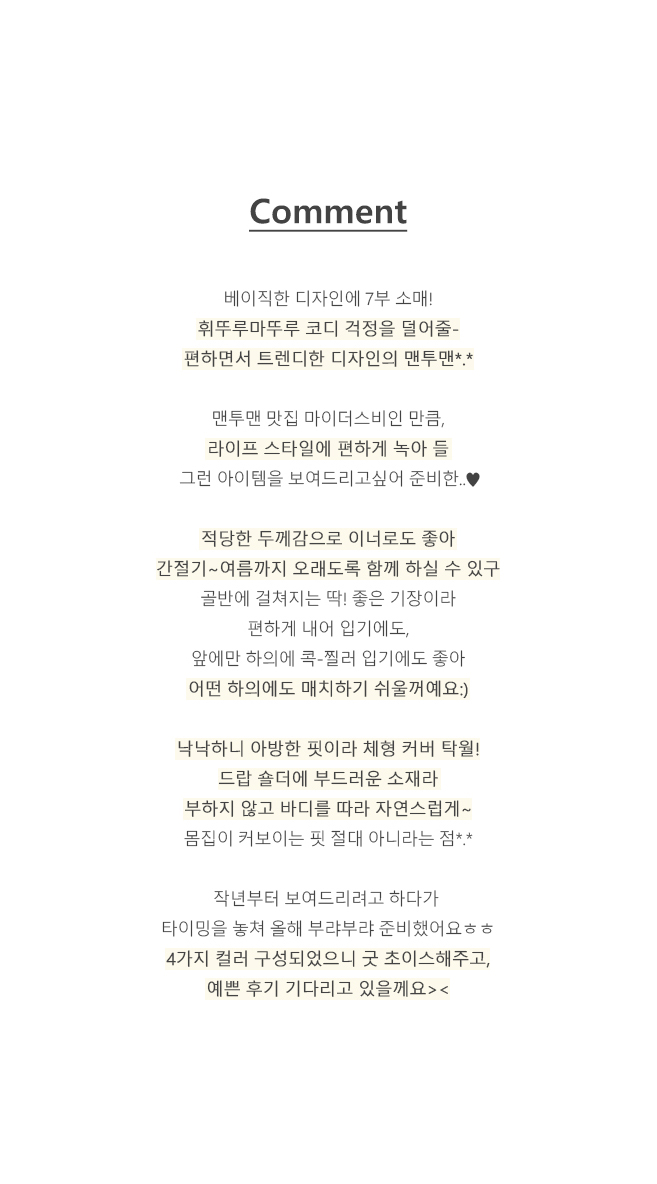 Comment
베이직한 디자인에 7부 소매!
휘뚜루마뚜루 코디 걱정을 덜어줄-
편하면서 트렌디한 디자인의 맨투맨*.*
맨투맨 맛집 마이더스비인 만큼,
라이프 스타일에 편하게 녹아 들
그런 아이템을 보여드리고싶어 준비한..♥
적당한 두께감으로 이너로도 좋아
간절기~여름까지 오래도록 함께 하실 수 있구
골반에 걸쳐지는 딱! 좋은 기장이라
편하게 내어 입기에도,
앞에만 하의에 콕-찔러 입기에도 좋아
어떤 하의에도 매치하기 쉬울꺼예요:)
낙낙하니 아방한 핏이라 체형 커버 탁월!
드랍 숄더에 부드러운 소재라
부하지 않고 바디를 따라 자연스럽게~
몸집이 커보이는 핏 절대 아니라는 점*.*
작년부터 보여드리려고 하다가
타이밍을 놓쳐 올해 부랴부랴 준비했어요ㅎㅎ
4가지 컬러 구성되었으니 굿 초이스해주고,
예쁜 후기 기다리고 있을께요><